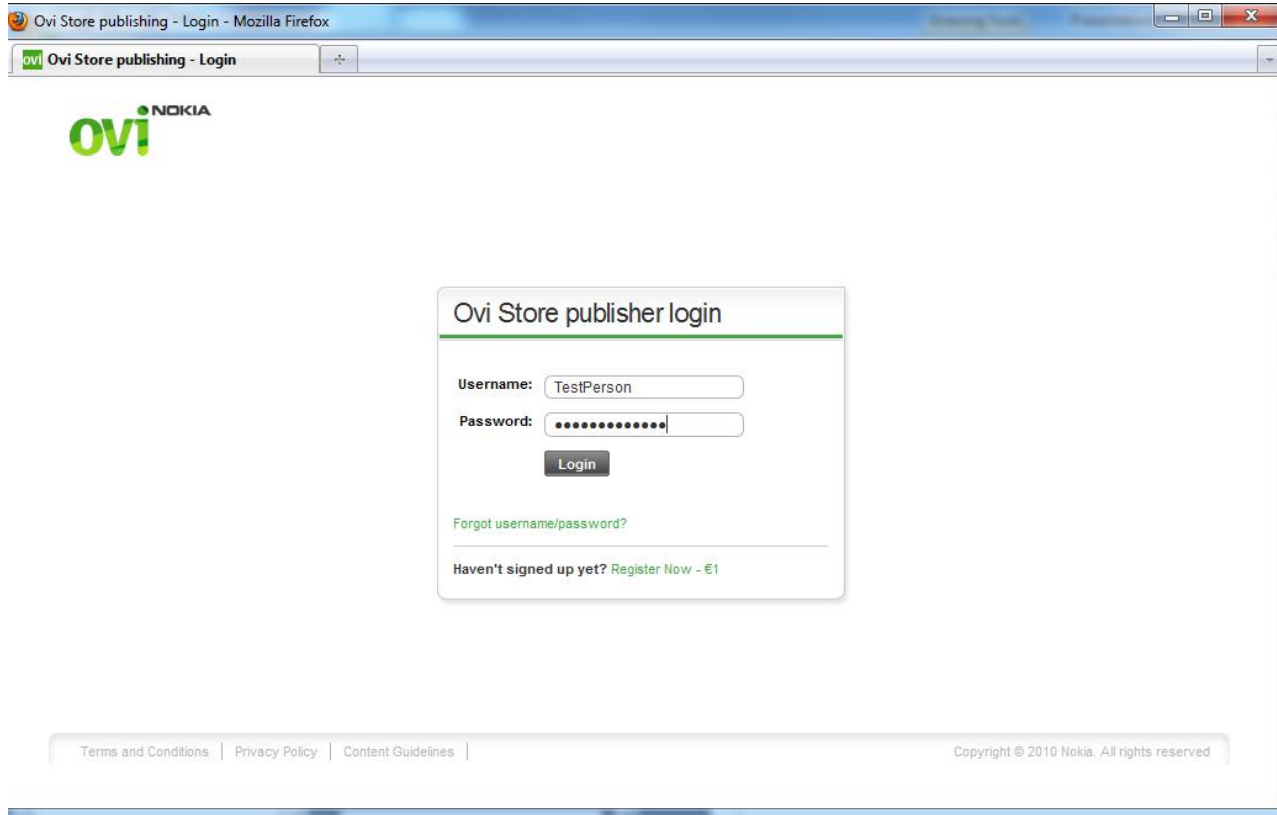 Ovi Store publishing - Login - Mozilla Firefox
ovi Ovi Store publishing - Login
ovi NOKIA
Ovi Store publisher login
Username: TestPerson
Password: •••••••••••••
Login
Forgot username/password?
Haven't signed up yet? Register Now - €1
Terms and Conditions | Privacy Policy | Content Guidelines |
Copyright © 2010 Nokia. All rights reserved